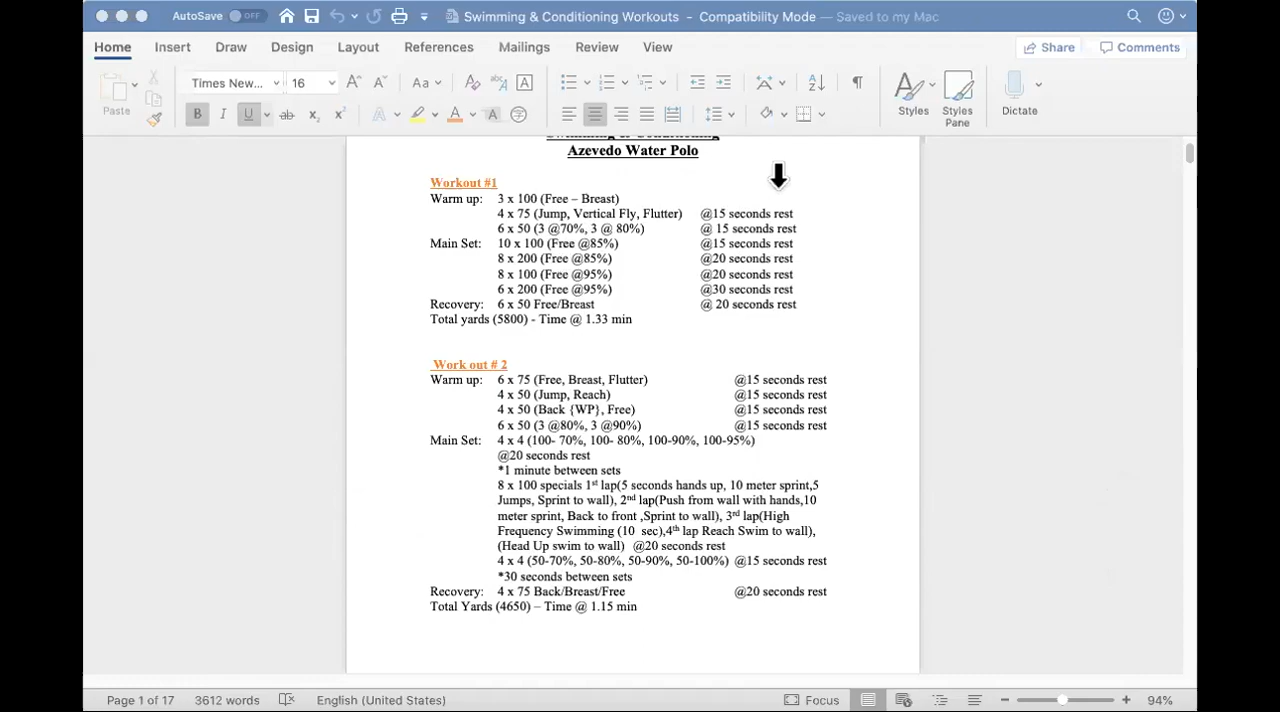 AutoSave OFF Swimming & Conditioning Workouts - Compatibility Mode — Saved to my Mac
Home Insert Draw Design Layout References Mailings Review View Share Comments
Paste Times New... 16 Aa Styles Styles Pane Dictate
Swimming & Conditioning
Azevedo Water Polo
Workout #1
Warm up: 3 x 100 (Free – Breast)
4 x 75 (Jump, Vertical Fly, Flutter) @15 seconds rest
6 x 50 (3 @70%, 3 @ 80%) @ 15 seconds rest
Main Set: 10 x 100 (Free @85%) @15 seconds rest
8 x 200 (Free @85%) @20 seconds rest
8 x 100 (Free @95%) @20 seconds rest
6 x 200 (Free @95%) @30 seconds rest
Recovery: 6 x 50 Free/Breast @ 20 seconds rest
Total yards (5800) - Time @ 1.33 min
Work out # 2
Warm up: 6 x 75 (Free, Breast, Flutter) @15 seconds rest
4 x 50 (Jump, Reach) @15 seconds rest
4 x 50 (Back {WP}, Free) @15 seconds rest
6 x 50 (3 @80%, 3 @90%) @15 seconds rest
Main Set: 4 x 4 (100- 70%, 100- 80%, 100-90%, 100-95%)
@20 seconds rest
*1 minute between sets
8 x 100 specials 1st lap(5 seconds hands up, 10 meter sprint,5
Jumps, Sprint to wall), 2nd lap(Push from wall with hands,10
meter sprint, Back to front ,Sprint to wall), 3rd lap(High
Frequency Swimming (10 sec),4th lap Reach Swim to wall),
(Head Up swim to wall) @20 seconds rest
4 x 4 (50-70%, 50-80%, 50-90%, 50-100%) @15 seconds rest
*30 seconds between sets
Recovery: 4 x 75 Back/Breast/Free @20 seconds rest
Total Yards (4650) – Time @ 1.15 min
Page 1 of 17 3612 words English (United States) Focus 94%